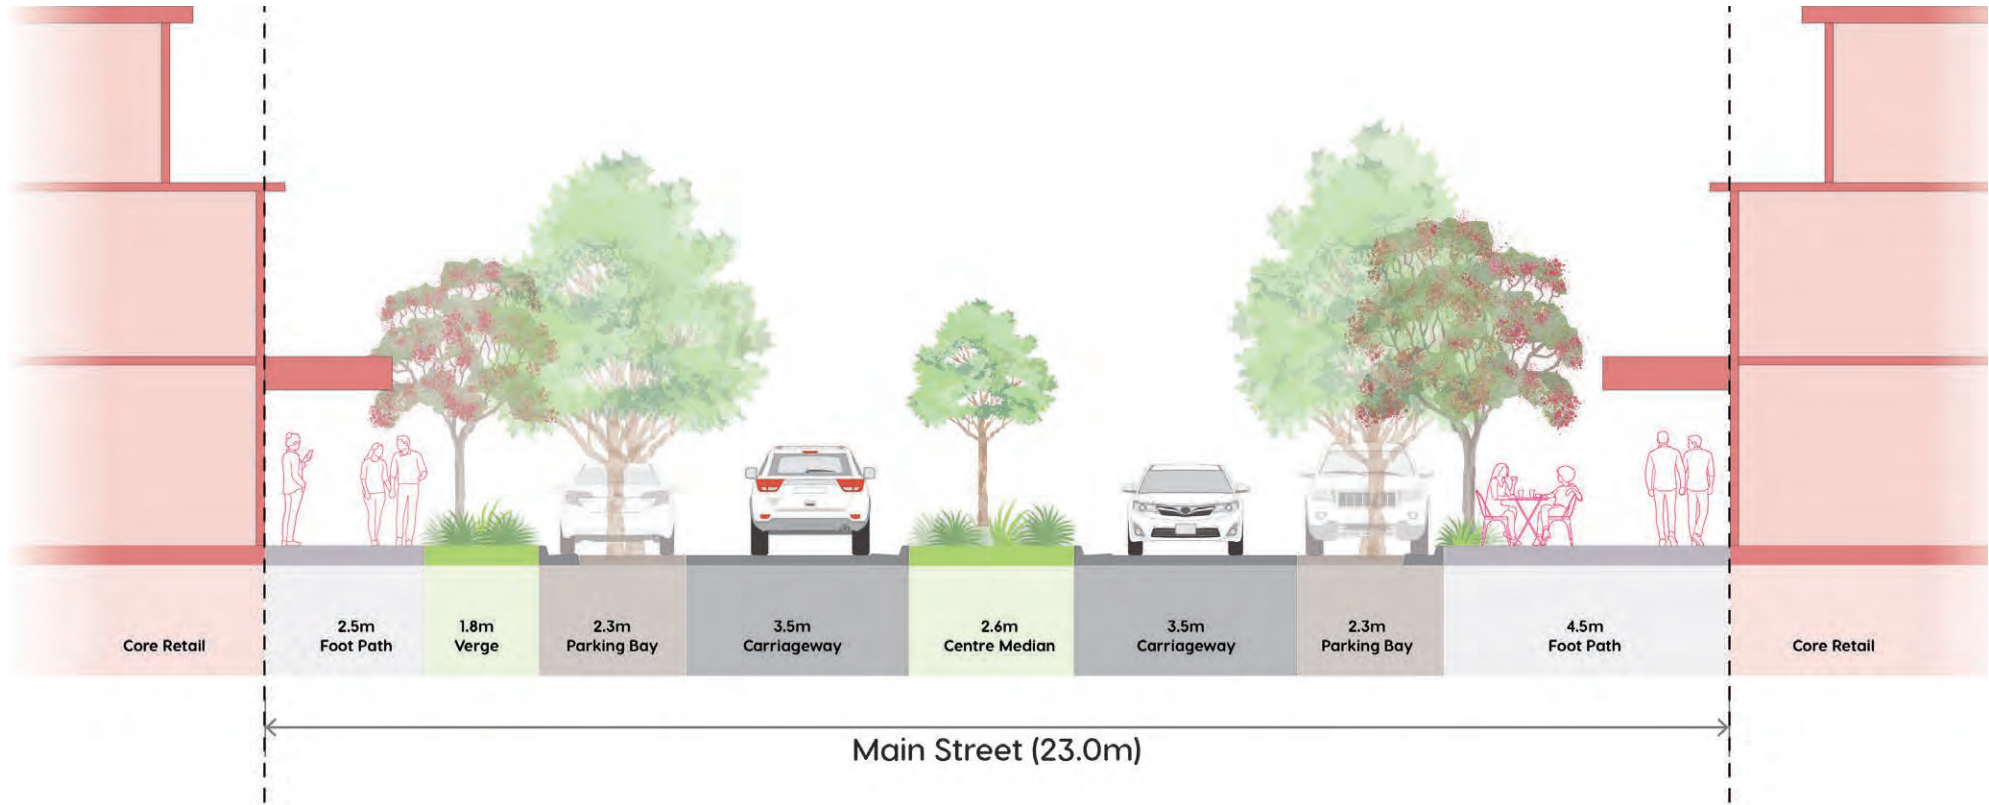 Core Retail
2.5m
Foot Path
1.8m
Verge
2.3m
Parking Bay
3.5m
Carriageway
2.6m
Centre Median
3.5m
Carriageway
2.3m
Parking Bay
4.5m
Foot Path
Core Retail
Main Street (23.0m)